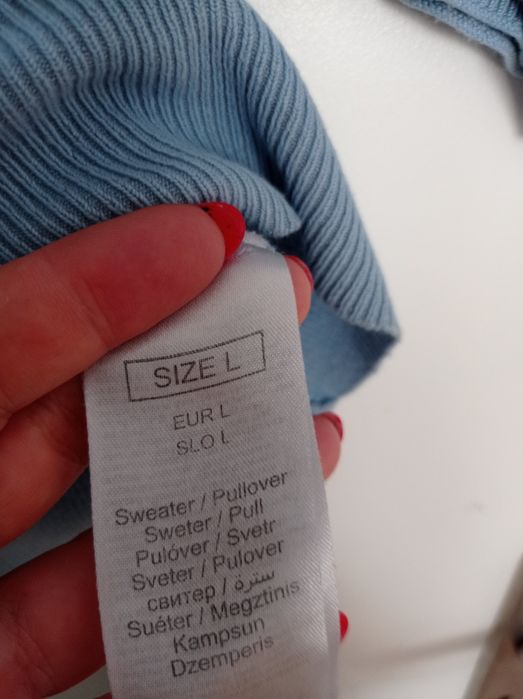 SIZE L
EUR L
SLO L
Sweater / Pullover
Sweter / Pull
Pulóver / Svetr
Sveter / Pulover
свитер / سترة
Suéter / Megztinis
Kampsun
Dzemperis